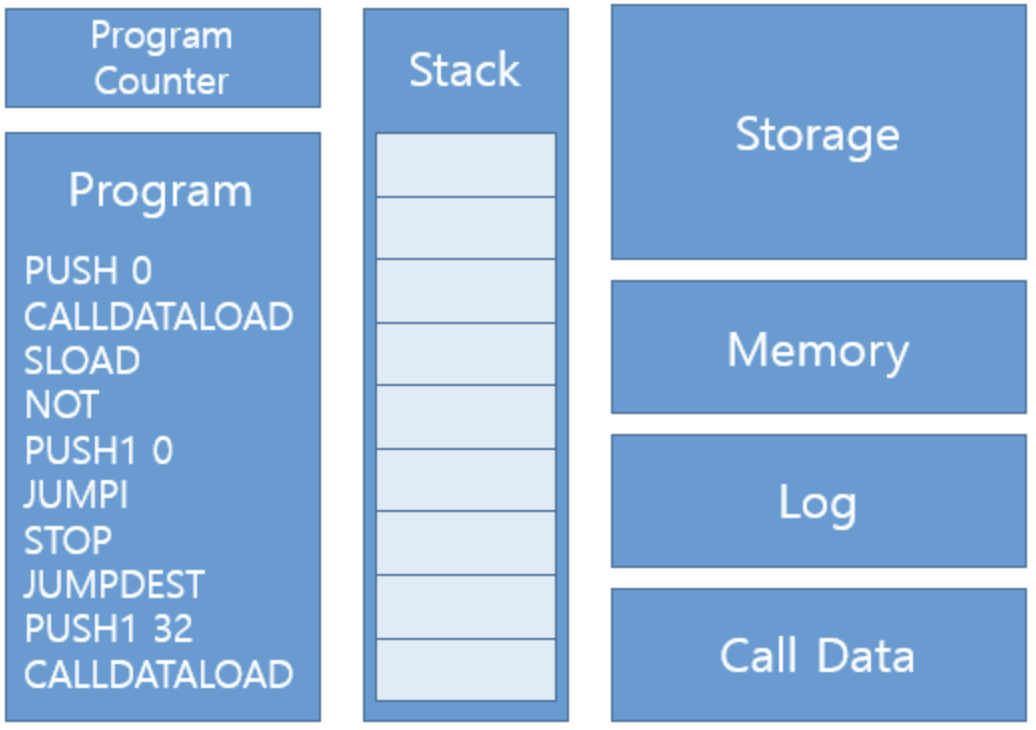 Program
Counter
Program
PUSH 0
CALLDATALOAD
SLOAD
NOT
PUSH1 0
JUMPI
STOP
JUMPDEST
PUSH1 32
CALLDATALOAD
Stack
Storage
Memory
Log
Call Data